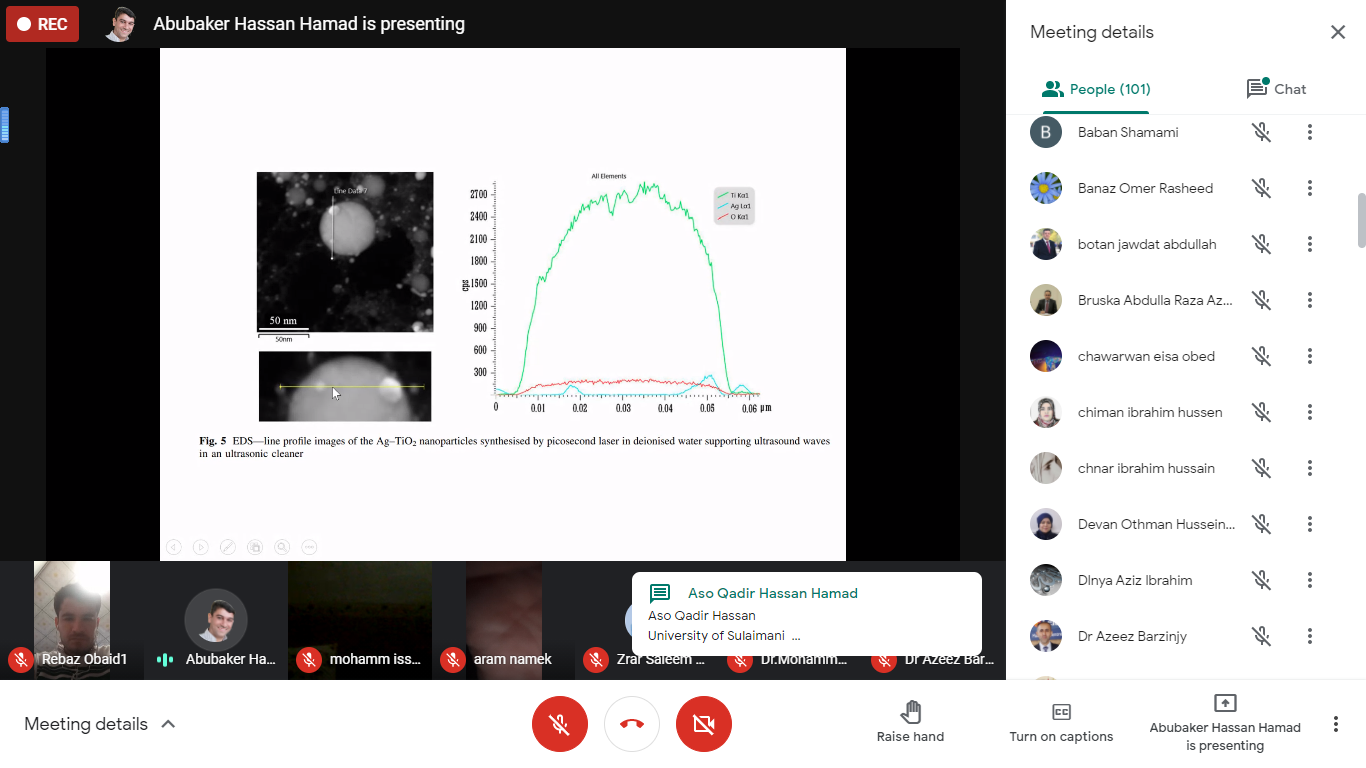 REC
Abubaker Hassan Hamad is presenting
Line Data 7
50 nm
50nm
All Elements
Ti Kα1
Ag Lα1
O Kα1
cps
2700
2400
2100
1800
1500
1200
900
600
300
0 0.01 0.02 0.03 0.04 0.05 0.06 μm
Fig. 5 EDS—line profile images of the Ag–TiO₂ nanoparticles synthesised by picosecond laser in deionised water supporting ultrasound waves
in an ultrasonic cleaner
Rebaz Obaid1
Abubaker Ha...
mohamm iss...
aram namek
Zrar Saleem ...
Dr.Mohamm...
Dr Azeez Bar...
Aso Qadir Hassan Hamad
Aso Qadir Hassan
University of Sulaimani ...
Meeting details
People (101)
Chat
B
Baban Shamami
Banaz Omer Rasheed
botan jawdat abdullah
Bruska Abdulla Raza Az...
chawarwan eisa obed
chiman ibrahim hussen
chnar ibrahim hussain
Devan Othman Hussein...
Dlnya Aziz Ibrahim
Dr Azeez Barzinjy
Meeting details
Raise hand
CC
Turn on captions
Abubaker Hassan Hamad
is presenting